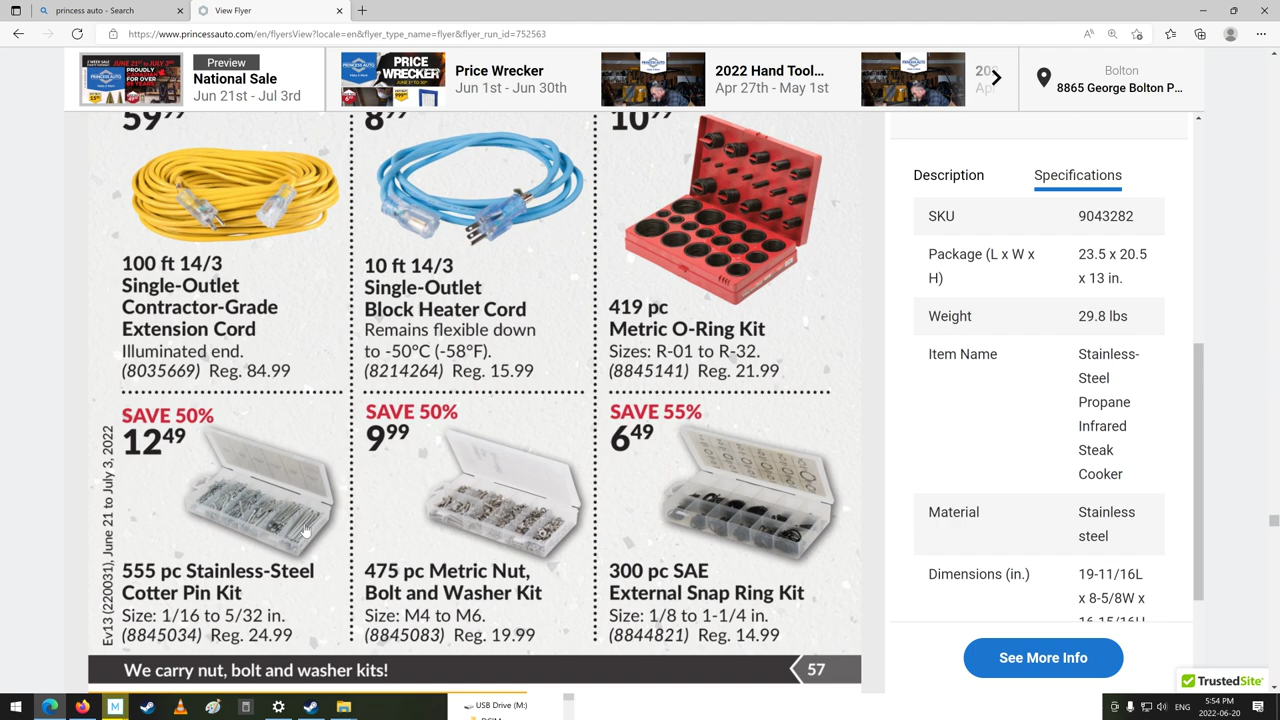 princess auto - Search
View Flyer
https://www.princessauto.com/en/flyersView?locale=en&flyer_type_name=flyer&flyer_run_id=752563
Preview
National Sale
Jun 21st - Jul 3rd
Price Wrecker
Jun 1st - Jun 30th
2022 Hand Tool...
Apr 27th - May 1st
20
Ap
Bolton
8865 George Bolton P...
59 99
8 99
10 99
100 ft 14/3
Single-Outlet
Contractor-Grade
Extension Cord
Illuminated end.
(8035669) Reg. 84.99
10 ft 14/3
Single-Outlet
Block Heater Cord
Remains flexible down
to -50°C (-58°F).
(8214264) Reg. 15.99
419 pc
Metric O-Ring Kit
Sizes: R-01 to R-32.
(8845141) Reg. 21.99
SAVE 50%
12 49
555 pc Stainless-Steel
Cotter Pin Kit
Size: 1/16 to 5/32 in.
(8845034) Reg. 24.99
SAVE 50%
9 99
475 pc Metric Nut,
Bolt and Washer Kit
Size: M4 to M6.
(8845083) Reg. 19.99
SAVE 55%
6 49
300 pc SAE
External Snap Ring Kit
Size: 1/8 to 1-1/4 in.
(8844821) Reg. 14.99
Ev13 (220031), June 21 to July 3, 2022
We carry nut, bolt and washer kits!
57
Description
Specifications
SKU
9043282
Package (L x W x
H)
23.5 x 20.5
x 13 in.
Weight
29.8 lbs
Item Name
Stainless-
Steel
Propane
Infrared
Steak
Cooker
Material
Stainless
steel
Dimensions (in.)
19-11/16L
x 8-5/8W x
16-15/16H
See More Info
TrustedSite
USB Drive (M:)
DCIM
ENG
5:54 PM
2022-06-20